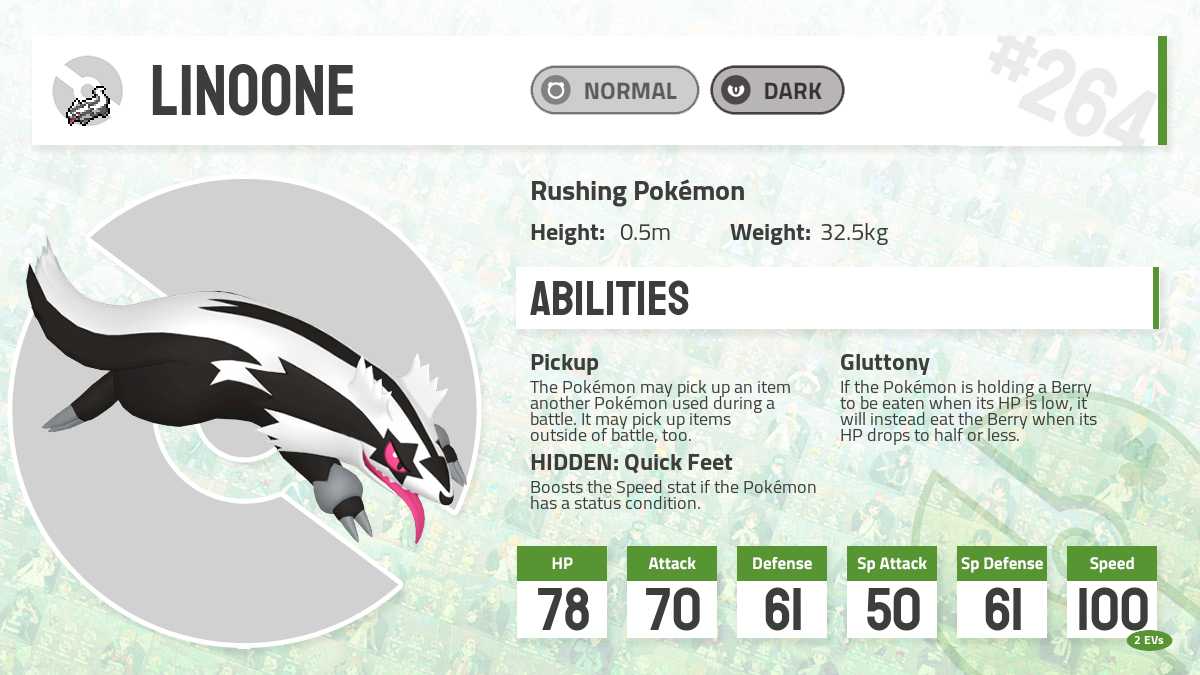 LINOONE
NORMAL
DARK
#264
Rushing Pokémon
Height: 0.5m Weight: 32.5kg
ABILITIES
Pickup
The Pokémon may pick up an item
another Pokémon used during a
battle. It may pick up items
outside of battle, too.
Gluttony
If the Pokémon is holding a Berry
to be eaten when its HP is low, it
will instead eat the Berry when its
HP drops to half or less.
HIDDEN: Quick Feet
Boosts the Speed stat if the Pokémon
has a status condition.
HP
78
Attack
70
Defense
61
Sp Attack
50
Sp Defense
61
Speed
100
2 EVs